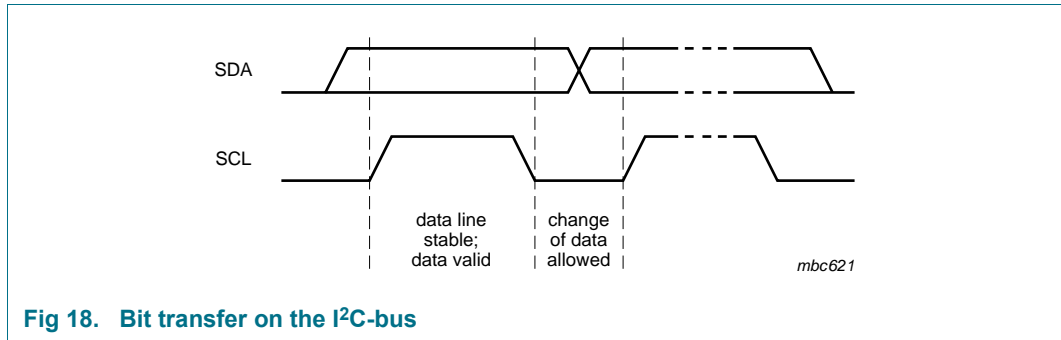 SDA
SCL
data line
stable;
data valid
change
of data
allowed
mbc621
Fig 18. Bit transfer on the I²C-bus